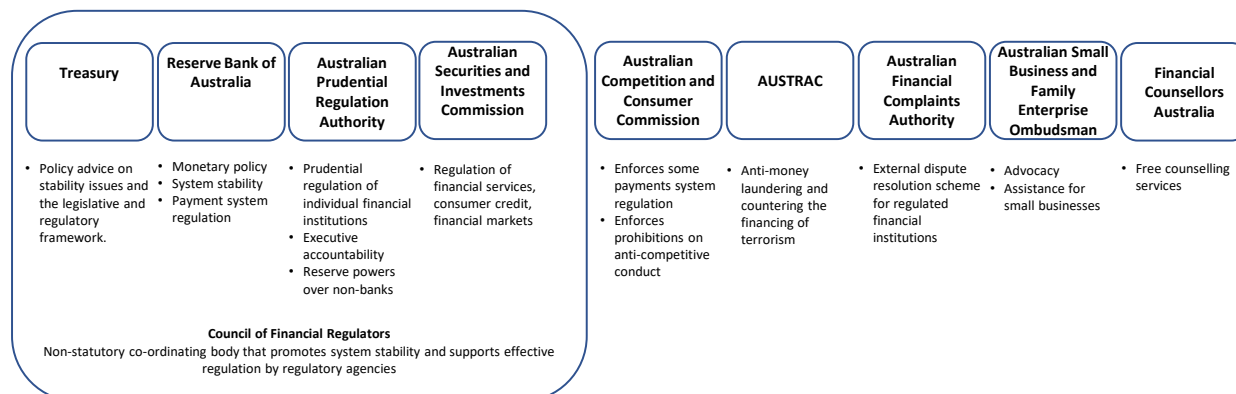 Treasury
Reserve Bank of
Australia
Australian
Prudential
Regulation
Authority
Australian
Securities and
Investments
Commission
Australian
Competition and
Consumer
Commission
AUSTRAC
Australian
Financial
Complaints
Authority
Australian Small
Business and
Family
Enterprise
Ombudsman
Financial
Counsellors
Australia
• Policy advice on
stability issues and
the legislative and
regulatory
framework.
• Monetary policy
• System stability
• Payment system
regulation
• Prudential
regulation of
individual financial
institutions
• Executive
accountability
• Reserve powers
over non-banks
• Regulation of
financial services,
consumer credit,
financial markets
• Enforces some
payments system
regulation
• Enforces
prohibitions on
anti-competitive
conduct
• Anti-money
laundering and
countering the
financing of
terrorism
• External dispute
resolution scheme
for regulated
financial
institutions
• Advocacy
• Assistance for
small businesses
• Free counselling
services
Council of Financial Regulators
Non-statutory co-ordinating body that promotes system stability and supports effective
regulation by regulatory agencies